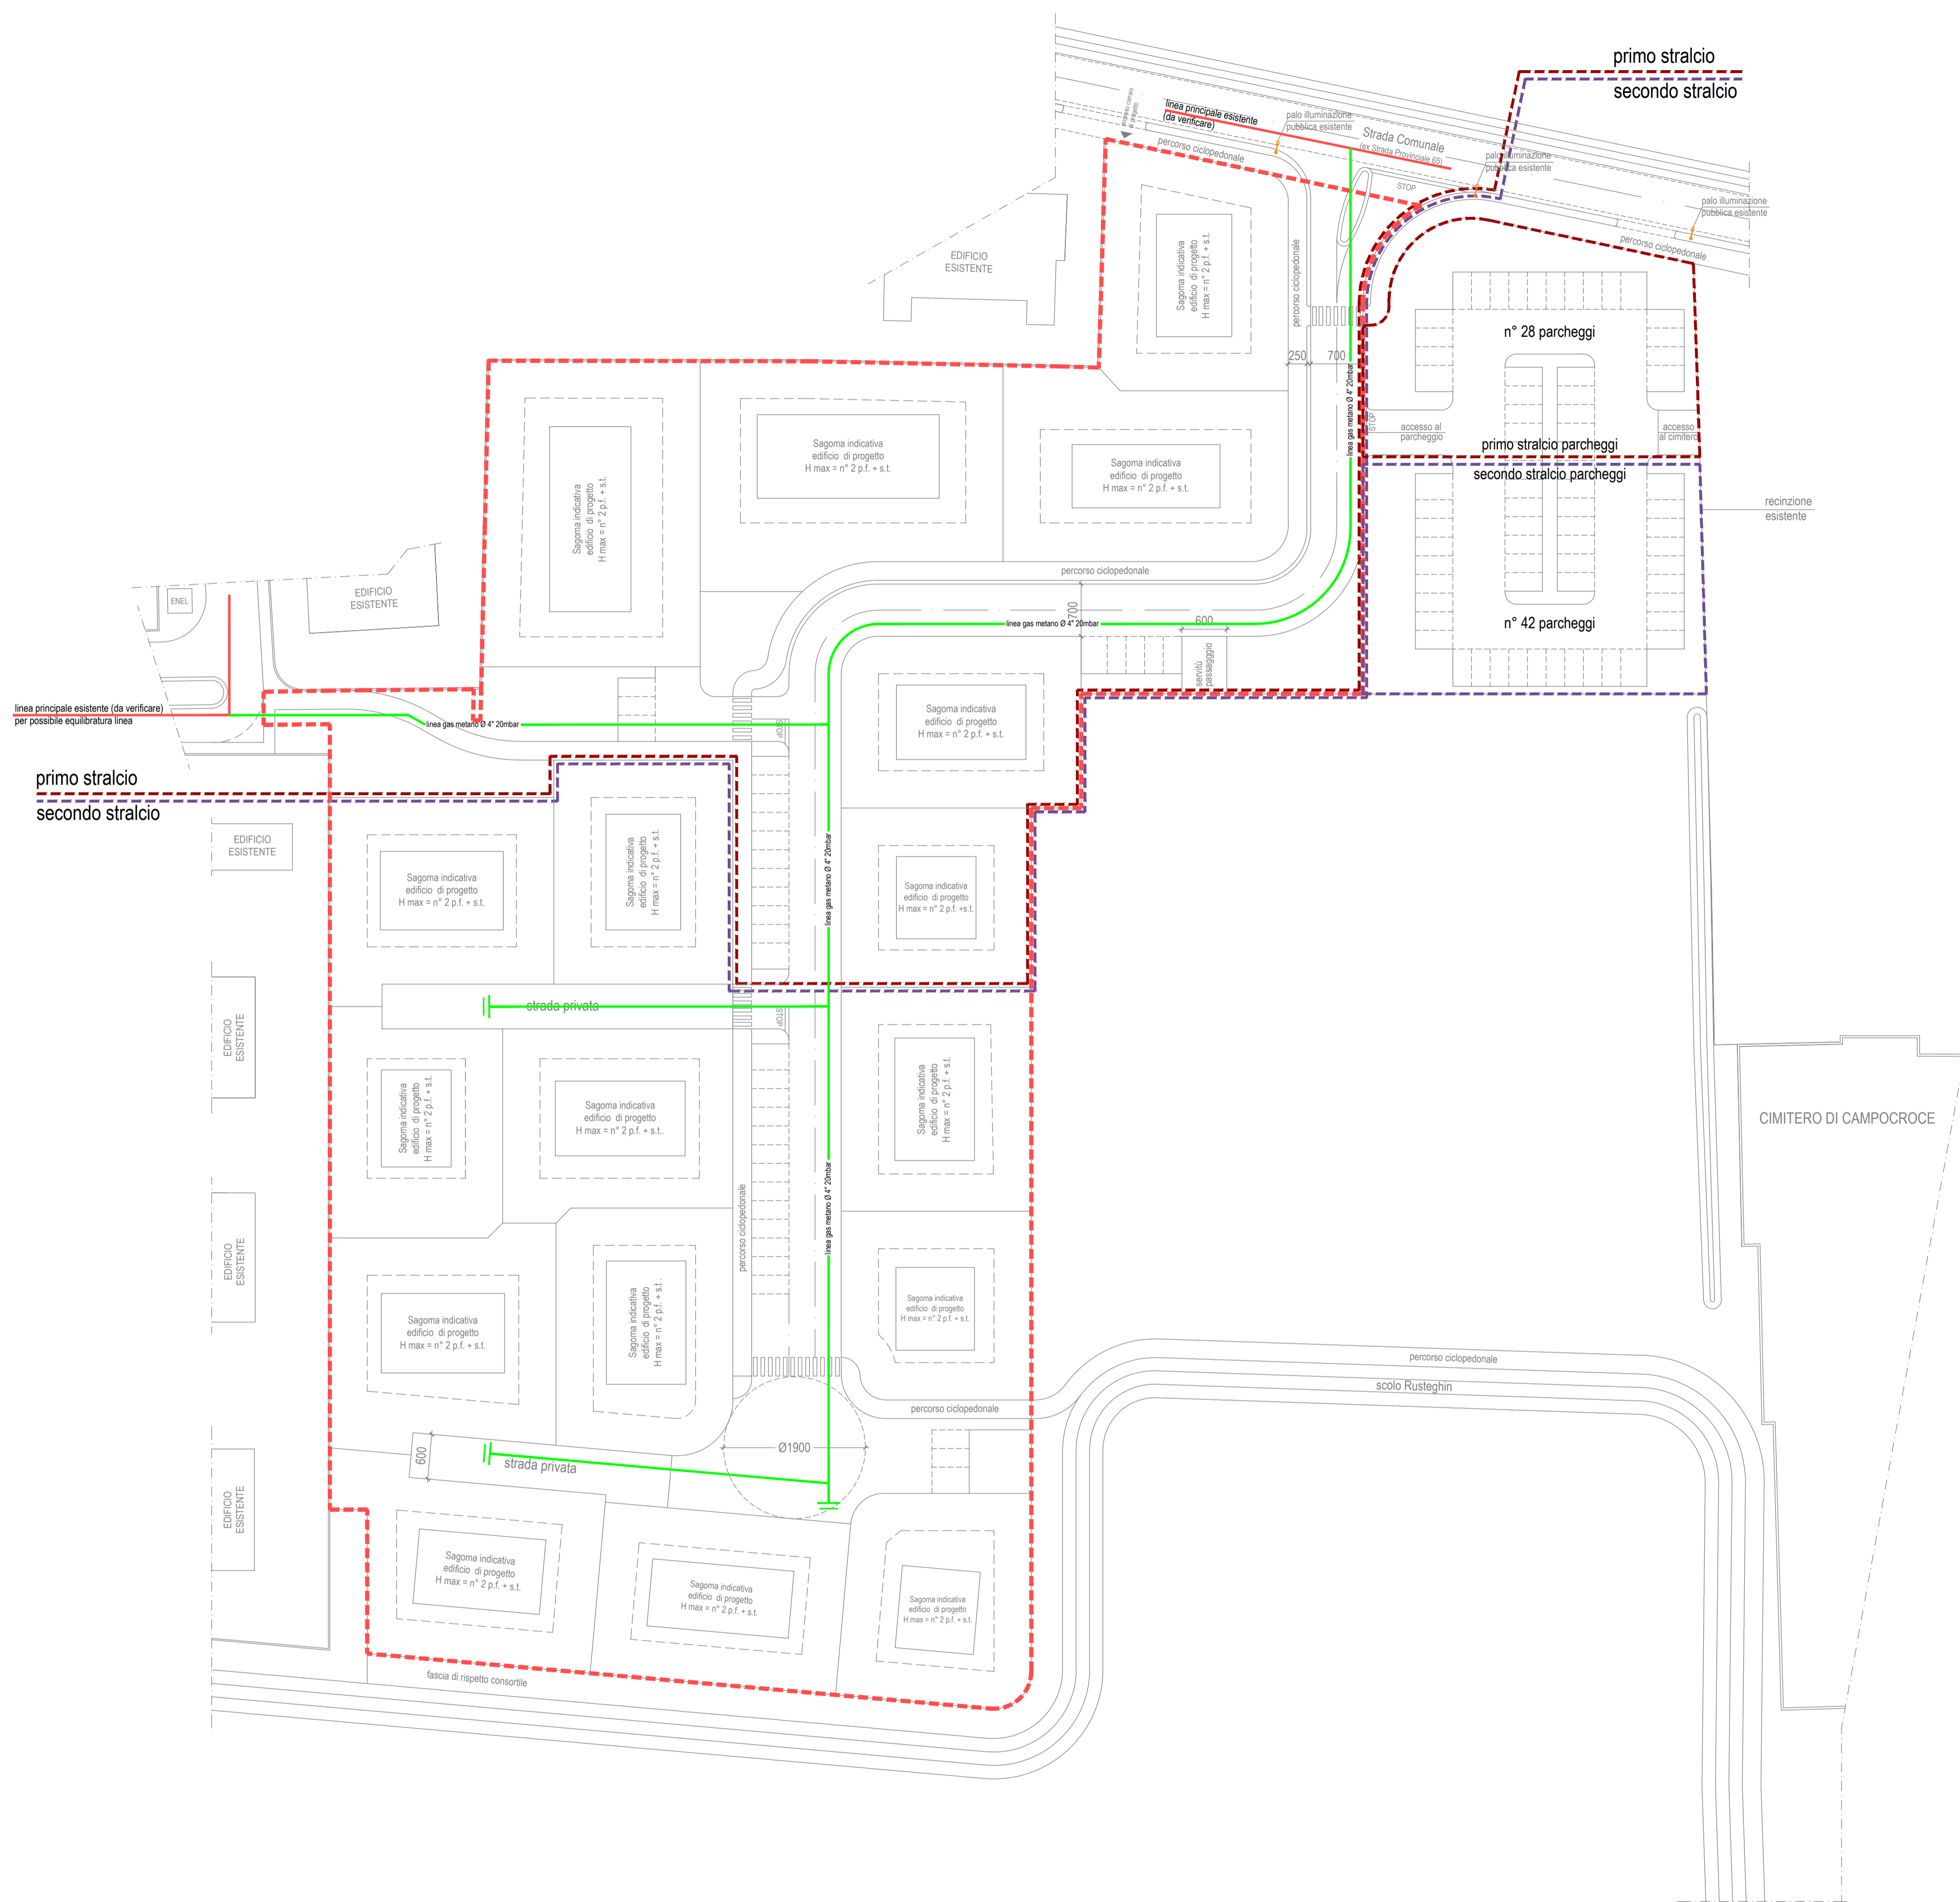 primo stralcio
secondo stralcio
accesso carraio
di progetto
linea principale esistente
(da verificare)
palo illuminazione
pubblica esistente
Strada Comunale
(ex Strada Provinciale 65)
palo illuminazione
pubblica esistente
palo illuminazione
pubblica esistente
percorso ciclopedonale
STOP
percorso ciclopedonale
EDIFICIO
ESISTENTE
Sagoma indicativa
edificio di progetto
H max = n° 2 p.f. + s.t.
percorso ciclopedonale
250
700
linea gas metano Ø 4" 20mbar
n° 28 parcheggi
STOP
accesso al
parcheggio
accesso
al cimitero
primo stralcio parcheggi
secondo stralcio parcheggi
recinzione
esistente
n° 42 parcheggi
Sagoma indicativa
edificio di progetto
H max = n° 2 p.f. + s.t.
Sagoma indicativa
edificio di progetto
H max = n° 2 p.f. + s.t.
Sagoma indicativa
edificio di progetto
H max = n° 2 p.f. + s.t.
percorso ciclopedonale
700
600
linea gas metano Ø 4" 20mbar
servitù
passagggio
ENEL
EDIFICIO
ESISTENTE
linea principale esistente (da verificare)
per possibile equilibratura linea
linea gas metano Ø 4" 20mbar
STOP
Sagoma indicativa
edificio di progetto
H max = n° 2 p.f. + s.t.
primo stralcio
secondo stralcio
EDIFICIO
ESISTENTE
Sagoma indicativa
edificio di progetto
H max = n° 2 p.f. + s.t.
Sagoma indicativa
edificio di progetto
H max = n° 2 p.f. + s.t.
linea gas metano Ø 4" 20mbar
Sagoma indicativa
edificio di progetto
H max = n° 2 p.f. +s.t.
strada privata
STOP
EDIFICIO
ESISTENTE
Sagoma indicativa
edificio di progetto
H max = n° 2 p.f. + s.t.
Sagoma indicativa
edificio di progetto
H max = n° 2 p.f. + s.t..
Sagoma indicativa
edificio di progetto
H max = n° 2 p.f. + s.t.
CIMITERO DI CAMPOCROCE
percorso ciclopedonale
linea gas metano Ø 4" 20mbar
EDIFICIO
ESISTENTE
Sagoma indicativa
edificio di progetto
H max = n° 2 p.f. + s.t.
Sagoma indicativa
edificio di progetto
H max = n° 2 p.f. + s.t .
Sagoma indicativa
edificio di progetto
H max = n° 2 p.f. + s.t.
percorso ciclopedonale
scolo Rusteghin
percorso ciclopedonale
Ø1900
600
strada privata
EDIFICIO
ESISTENTE
Sagoma indicativa
edificio di progetto
H max = n° 2 p.f. + s.t.
Sagoma indicativa
edificio di progetto
H max = n° 2 p.f. + s.t.
Sagoma indicativa
edificio di progetto
H max = n° 2 p.f. + s.t.
fascia di rispetto consortile